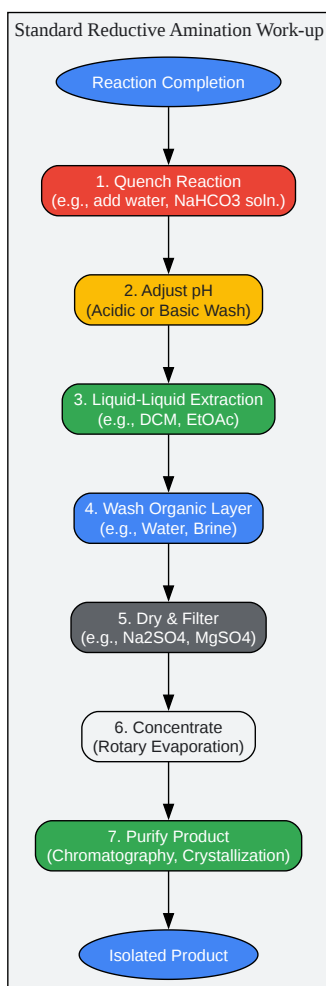 Standard Reductive Amination Work-up
Reaction Completion
1. Quench Reaction
(e.g., add water, NaHCO3 soln.)
2. Adjust pH
(Acidic or Basic Wash)
3. Liquid-Liquid Extraction
(e.g., DCM, EtOAc)
4. Wash Organic Layer
(e.g., Water, Brine)
5. Dry & Filter
(e.g., Na2SO4, MgSO4)
6. Concentrate
(Rotary Evaporation)
7. Purify Product
(Chromatography, Crystallization)
Isolated Product